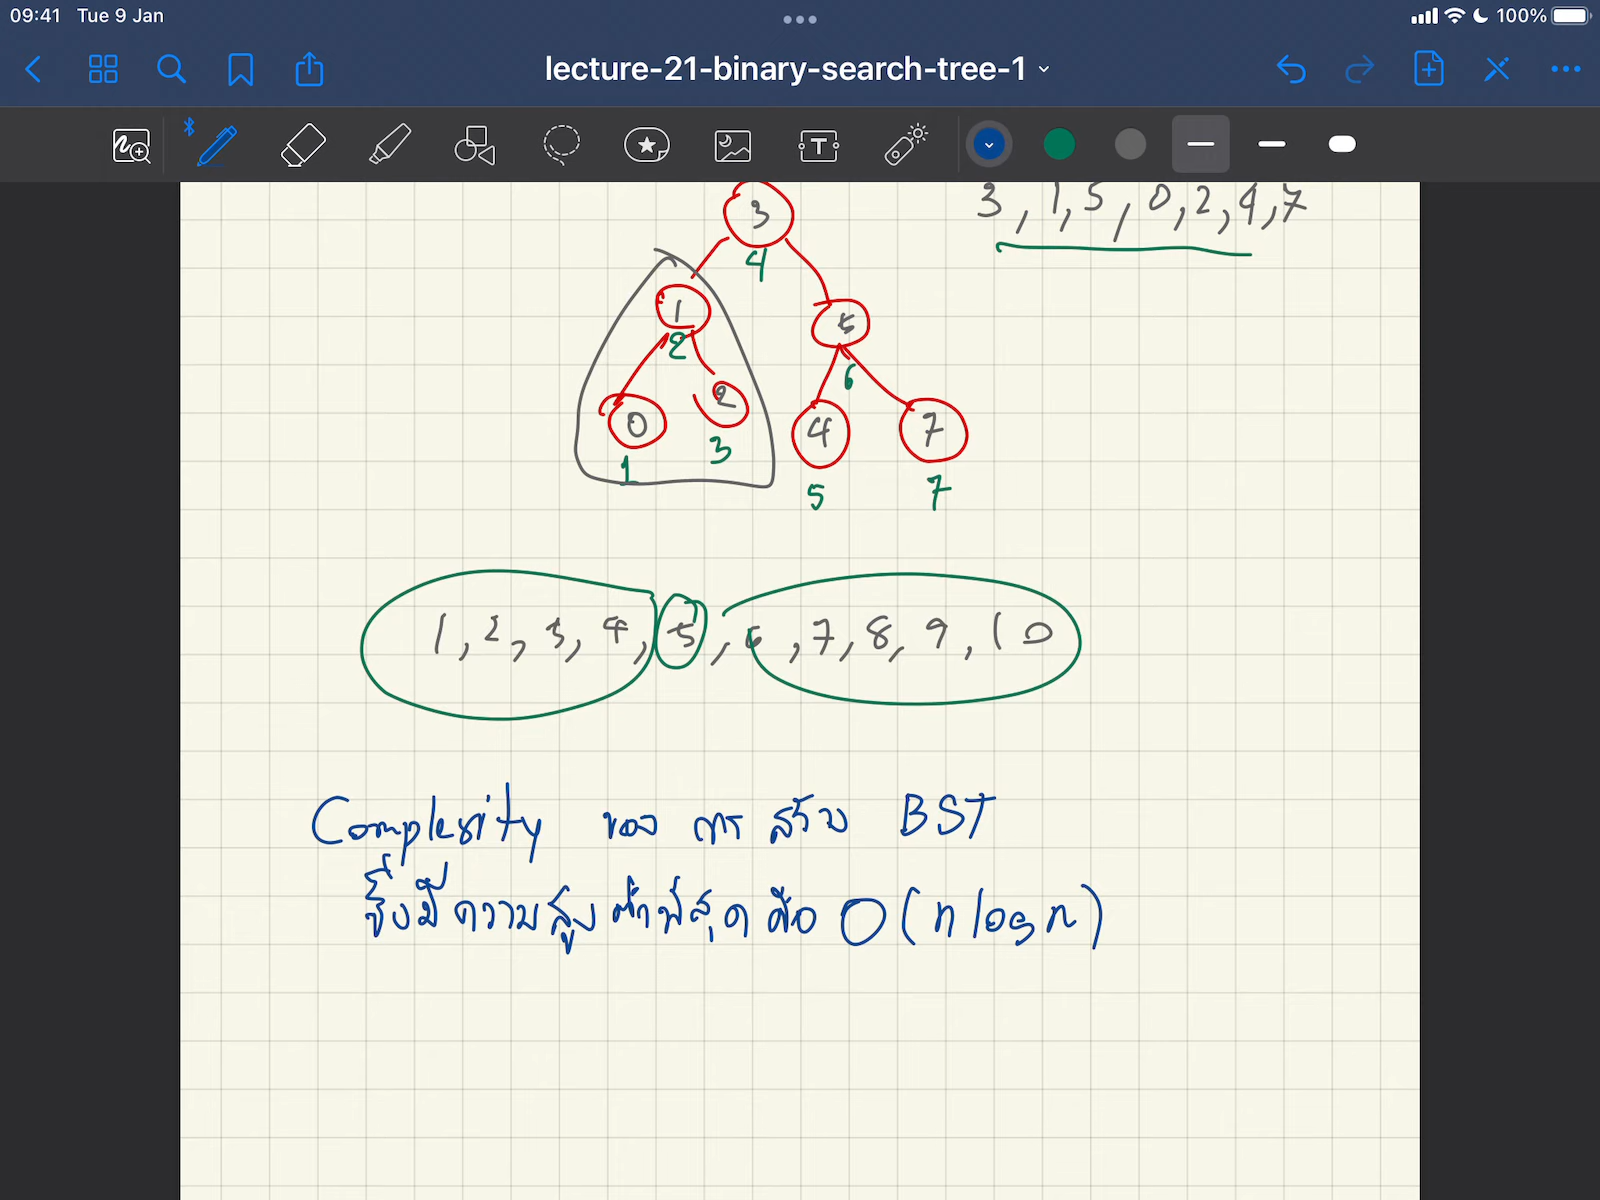 09:41 Tue 9 Jan
100%
lecture-21-binary-search-tree-1
T
3
3, 1, 5, 0, 2, 4, 7
4
1
5
2
6
0
2
4
7
1
3
5
7
1, 2, 3, 4, 5, 6, 7, 8, 9, 10
Complexity ของ การ สร้าง BST
ซึ่งมีความสูงต่ำที่สุด คือ O(n log n)